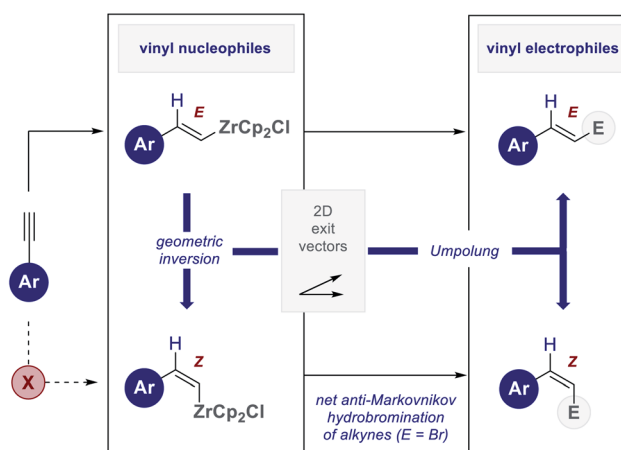 vinyl nucleophiles
vinyl electrophiles
H
E
ZrCp₂Cl
Ar
H
E
E
Ar
Ar
geometric
inversion
2D
exit
vectors
Umpolung
X
H
Z
Ar
ZrCp₂Cl
net anti-Markovnikov
hydrobromination
of alkynes (E = Br)
H
Z
Ar
E